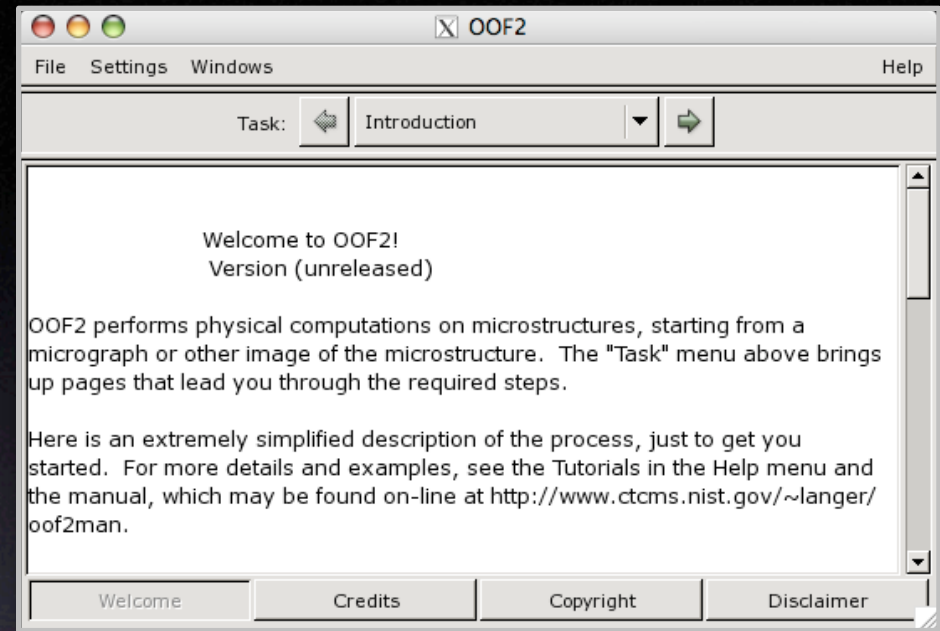 X OOF2
File Settings Windows Help
Task: Introduction
Welcome to OOF2!
Version (unreleased)
OOF2 performs physical computations on microstructures, starting from a
micrograph or other image of the microstructure. The "Task" menu above brings
up pages that lead you through the required steps.
Here is an extremely simplified description of the process, just to get you
started. For more details and examples, see the Tutorials in the Help menu and
the manual, which may be found on-line at http://www.ctcms.nist.gov/~langer/
oof2man.
Welcome Credits Copyright Disclaimer